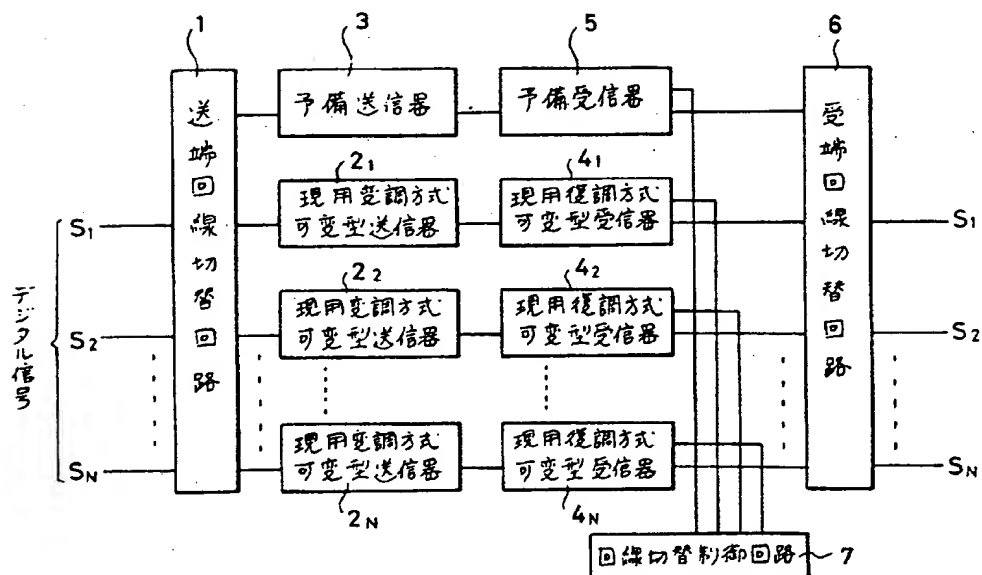 1
3
5
6
送端回線切替回路
予備送信器
予備受信器
受端回線切替回路
2₁
4₁
現用変調方式
可変型送信器
現用復調方式
可変型受信器
S₁
S₁
2₂
4₂
現用変調方式
可変型送信器
現用復調方式
可変型受信器
デジタル信号
S₂
S₂
現用変調方式
可変型送信器
現用復調方式
可変型受信器
S_N
S_N
2_N
4_N
回線切替制御回路
7